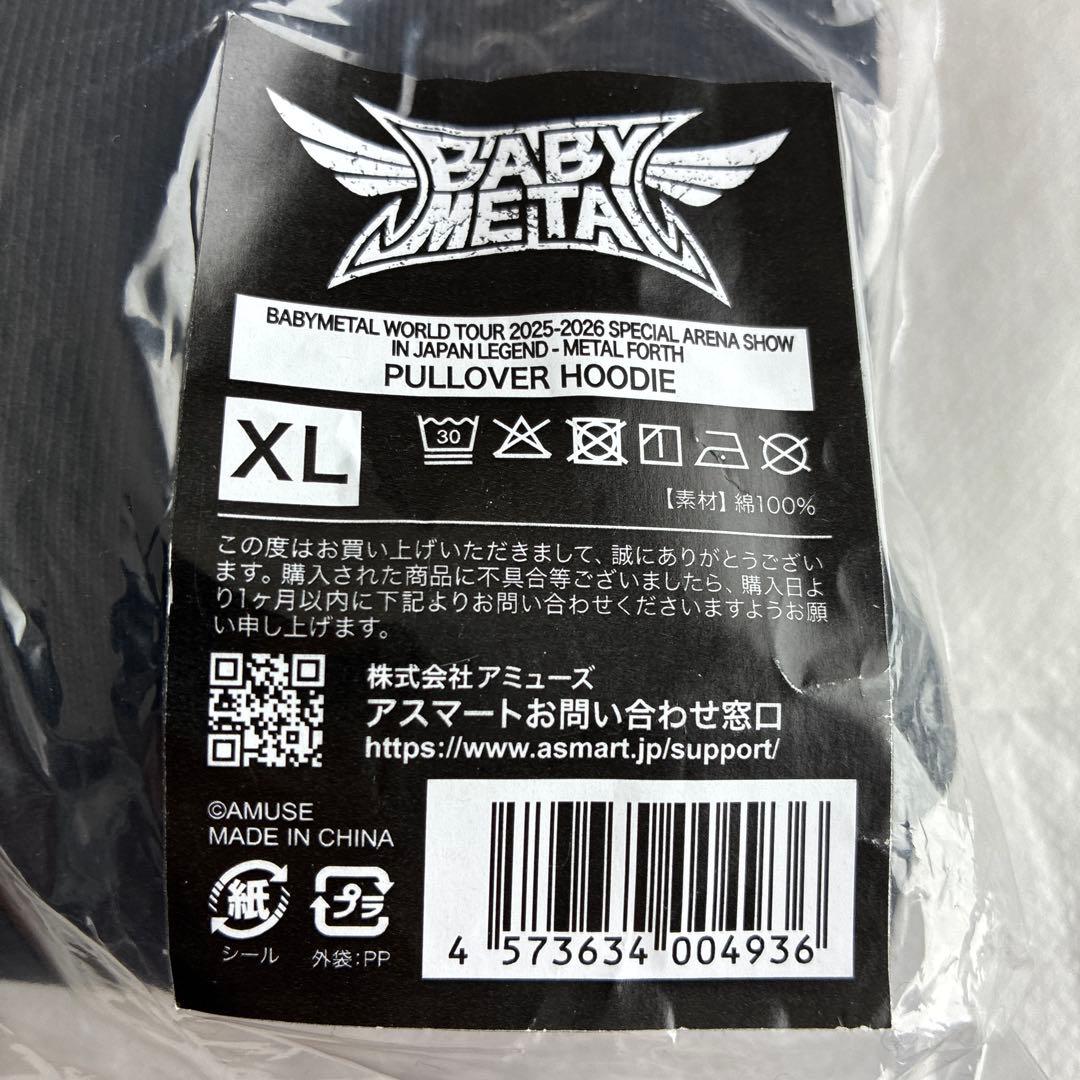 BABY
METAL
BABYMETAL WORLD TOUR 2025-2026 SPECIAL ARENA SHOW
IN JAPAN LEGEND - METAL FORTH
PULLOVER HOODIE
XL
30
【素材】綿100%
この度はお買い上げいただきまして、誠にありがとうござい
ます。購入された商品に不具合等ございましたら、購入日よ
り1ヶ月以内に下記よりお問い合わせくださいますようお願
い申し上げます。
株式会社アミューズ
アスマートお問い合わせ窓口
https://www.asmart.jp/support/
©AMUSE
MADE IN CHINA
紙
プラ
シール
外袋:PP
4 573634 004936